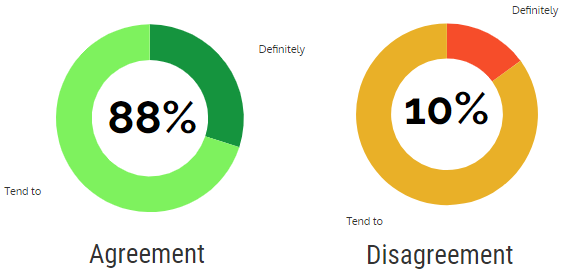 Definitely
88%
Tend to
Agreement
Definitely
10%
Tend to
Disagreement